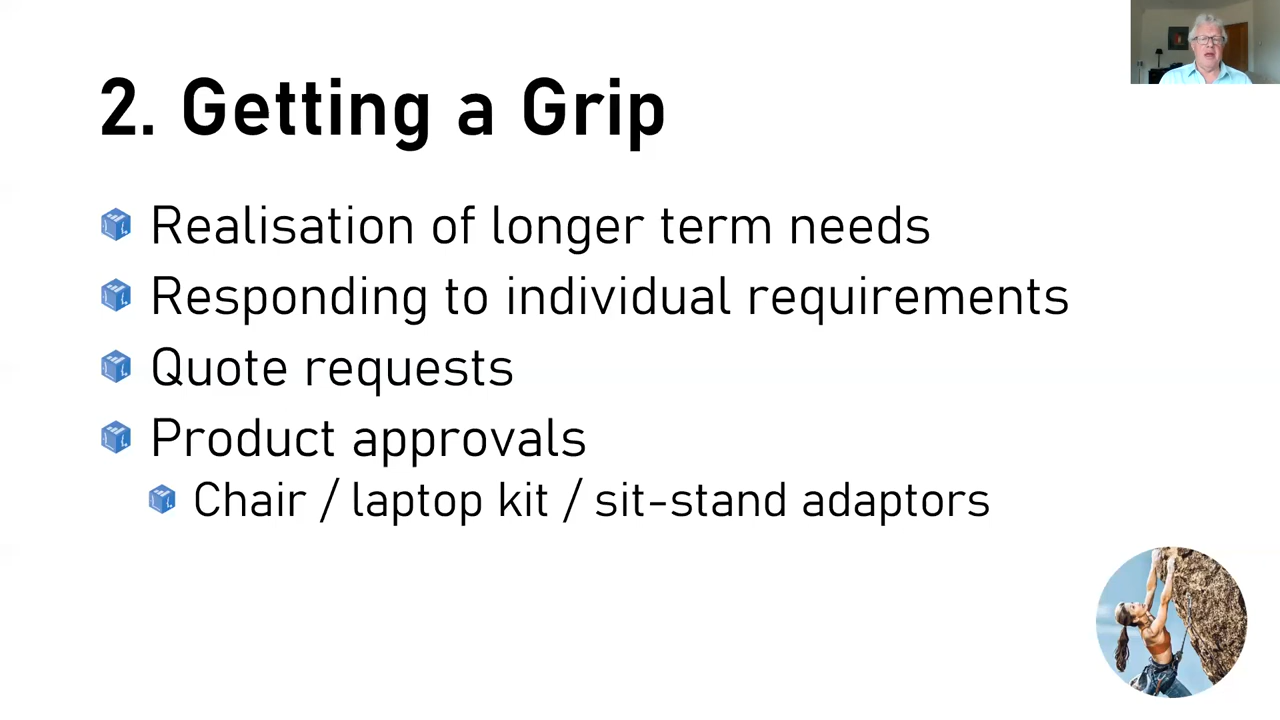 2. Getting a Grip
Realisation of longer term needs
Responding to individual requirements
Quote requests
Product approvals
Chair / laptop kit / sit-stand adaptors